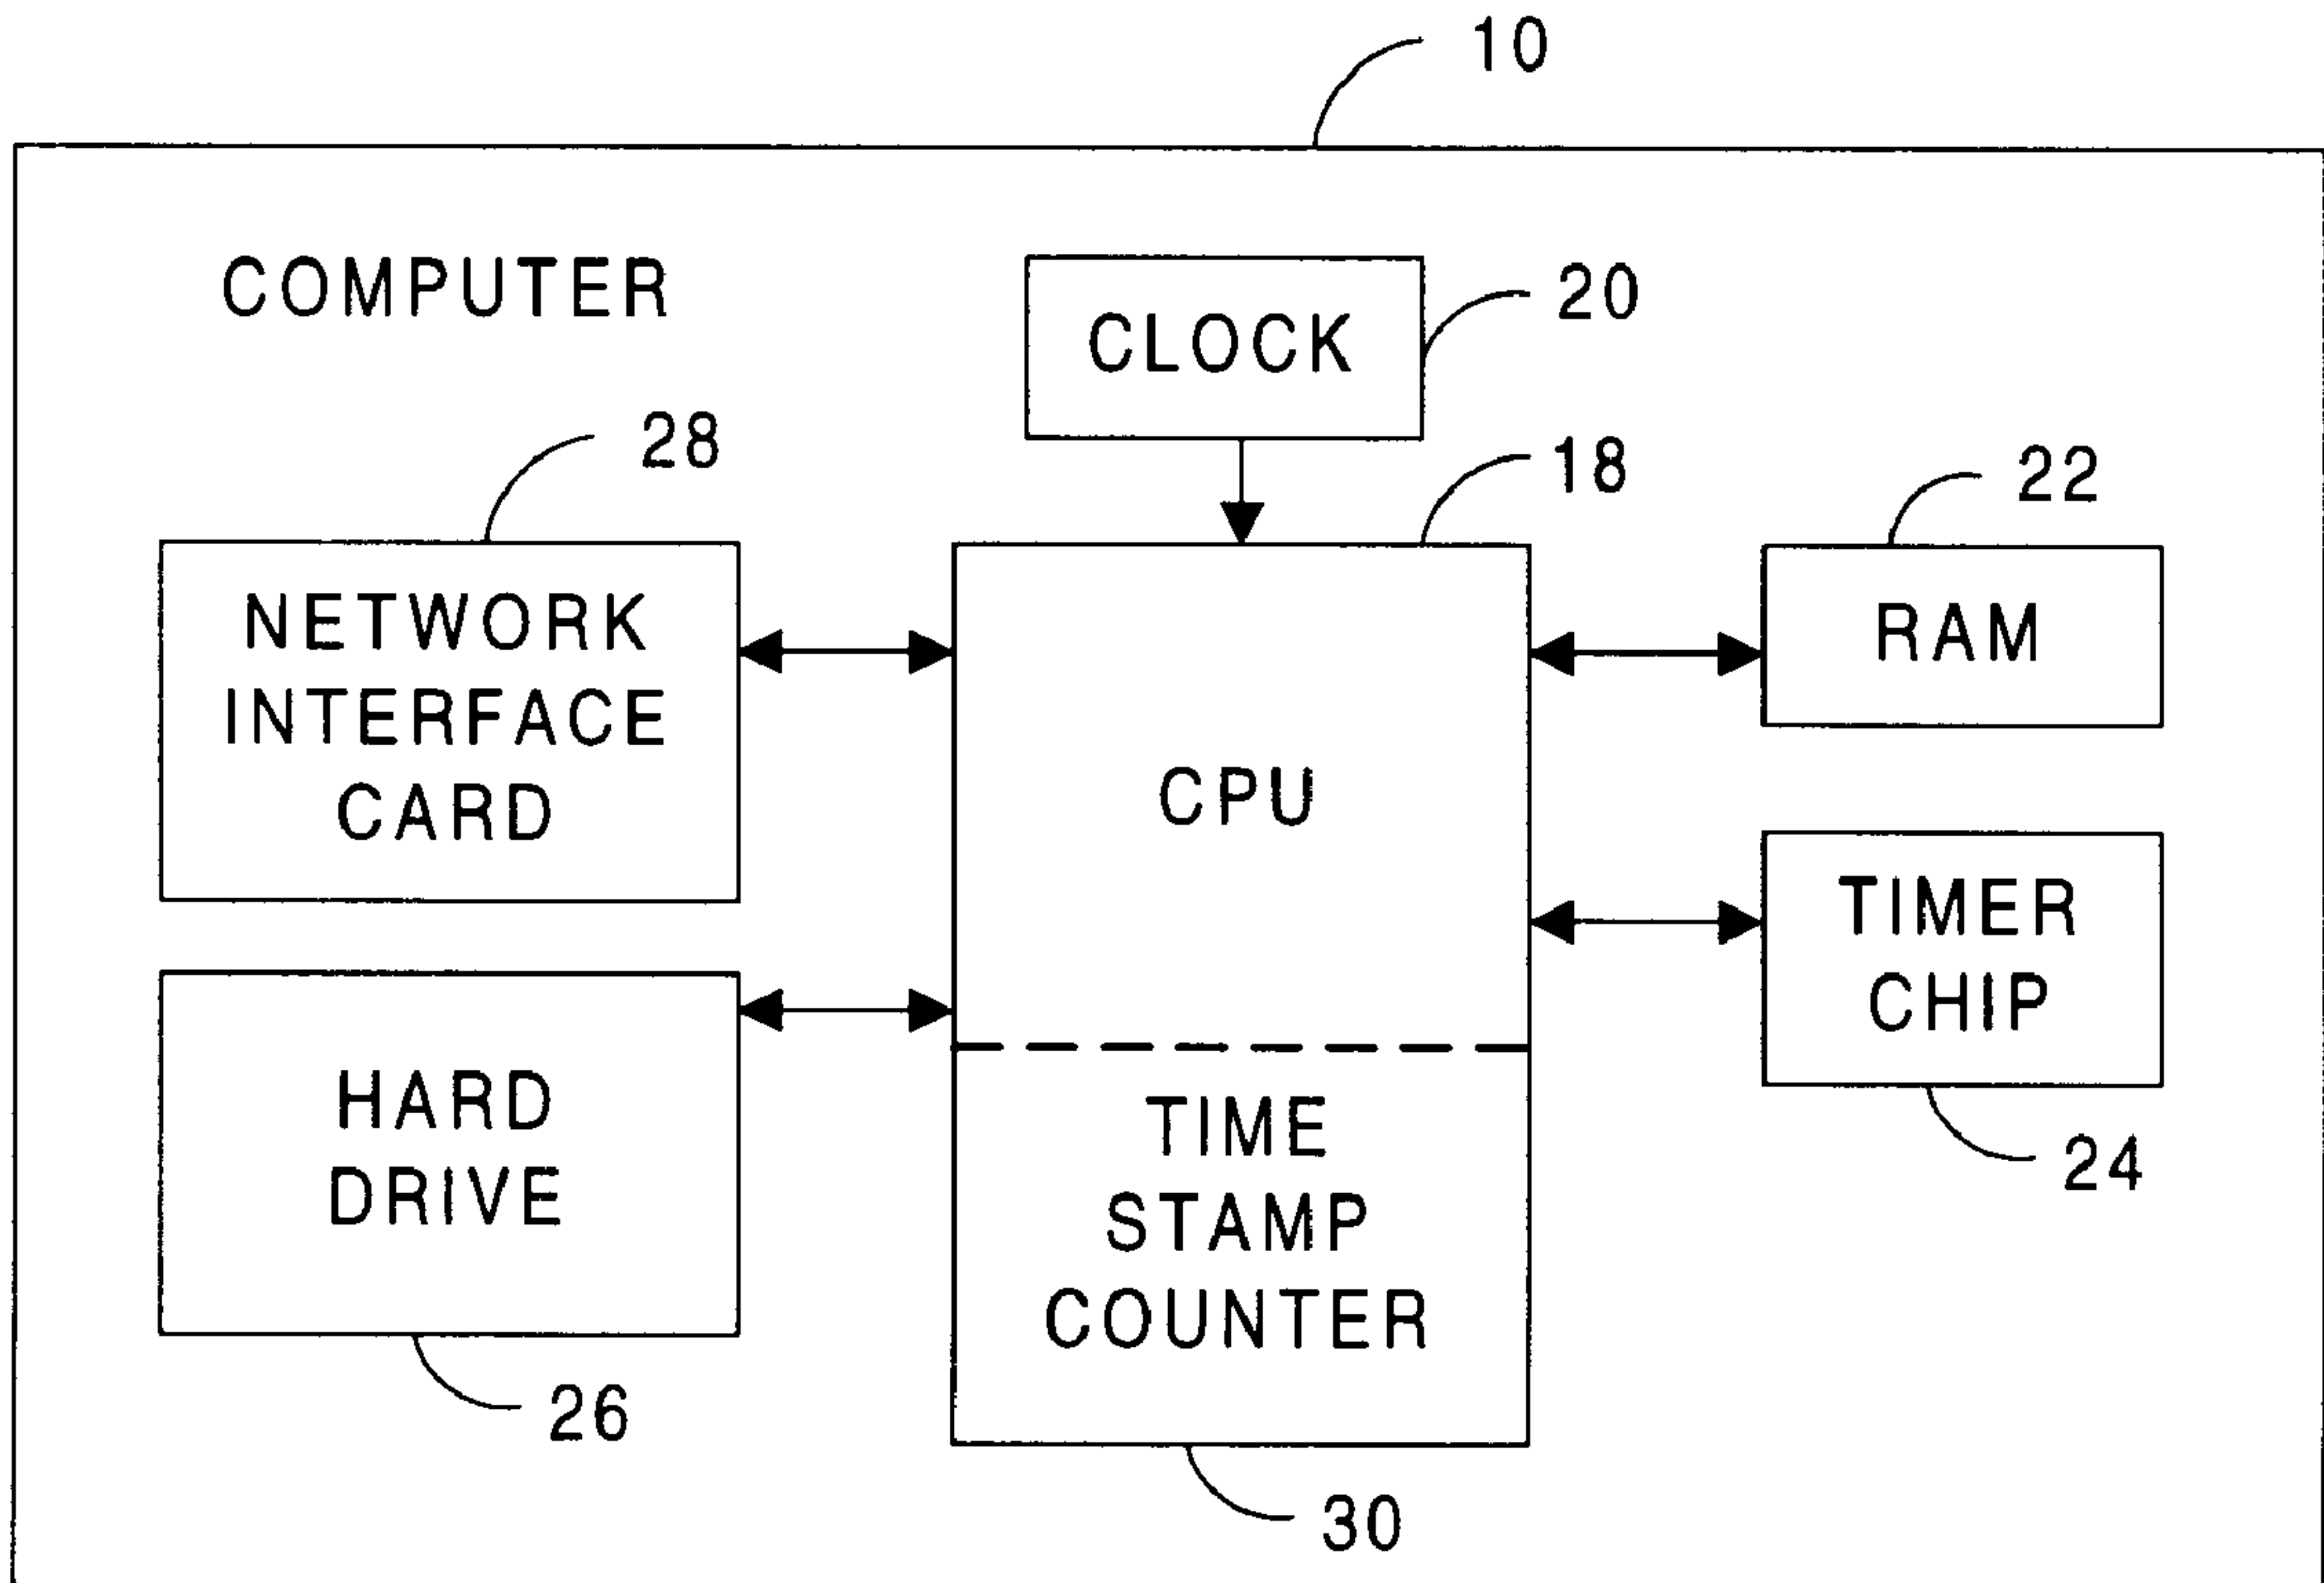 10
COMPUTER
CLOCK
20
28
18
22
NETWORK
INTERFACE
CARD
RAM
CPU
TIMER
CHIP
24
HARD
DRIVE
26
TIME
STAMP
COUNTER
30